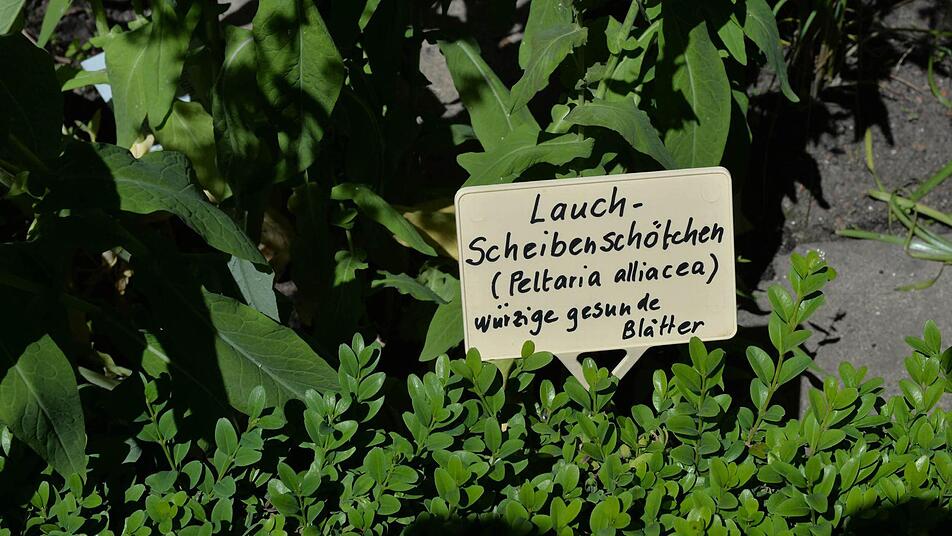 Lauch-
Scheibenschötchen
(Peltaria alliacea)
würzige gesunde
Blätter